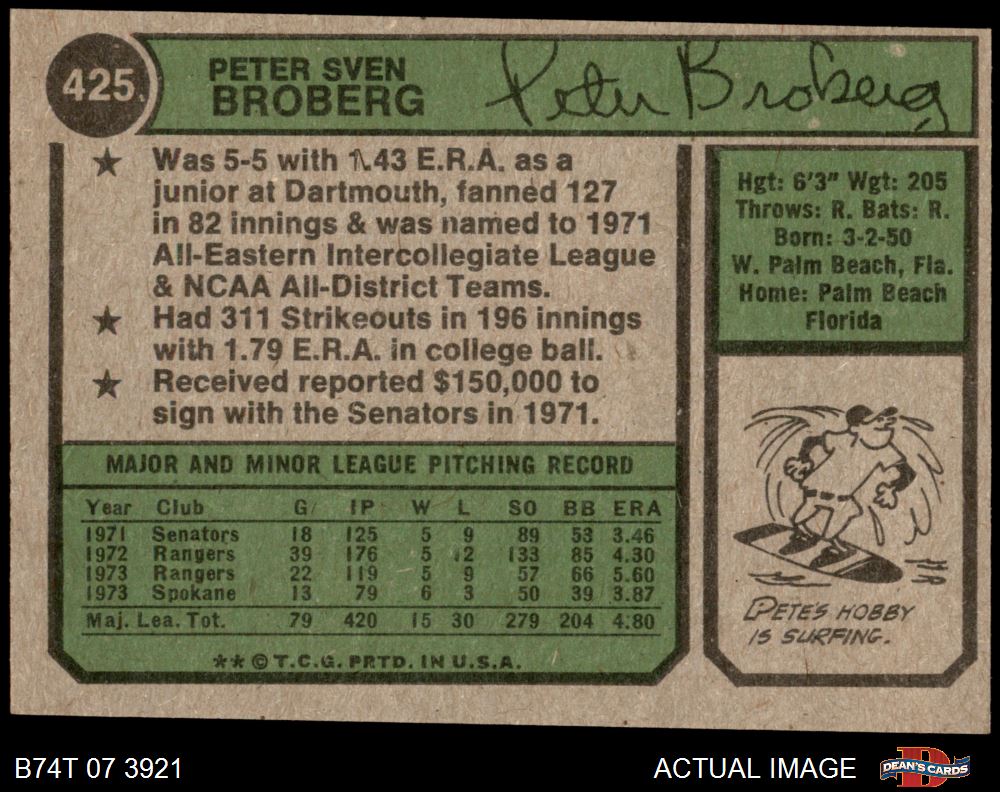 425.
PETER SVEN
BROBERG
Peter Broberg
★ Was 5-5 with 1.43 E.R.A. as a
junior at Dartmouth, fanned 127
in 82 innings & was named to 1971
All-Eastern Intercollegiate League
& NCAA All-District Teams.
★ Had 311 Strikeouts in 196 innings
with 1.79 E.R.A. in college ball.
★ Received reported $150,000 to
sign with the Senators in 1971.
Hgt: 6'3" Wgt: 205
Throws: R. Bats: R.
Born: 3-2-50
W. Palm Beach, Fla.
Home: Palm Beach
Florida
MAJOR AND MINOR LEAGUE PITCHING RECORD
Year Club G IP W L SO BB ERA
1971 Senators 18 125 5 9 89 53 3.46
1972 Rangers 39 176 5 12 133 85 4.30
1973 Rangers 22 119 5 9 57 66 5.60
1973 Spokane 13 79 6 3 50 39 3.87
Maj. Lea. Tot. 79 420 15 30 279 204 4.80
** © T.C.G. PRTD. IN U.S.A.
PETE'S HOBBY
IS SURFING.
B74T 07 3921
ACTUAL IMAGE
D
DEAN'S CARDS